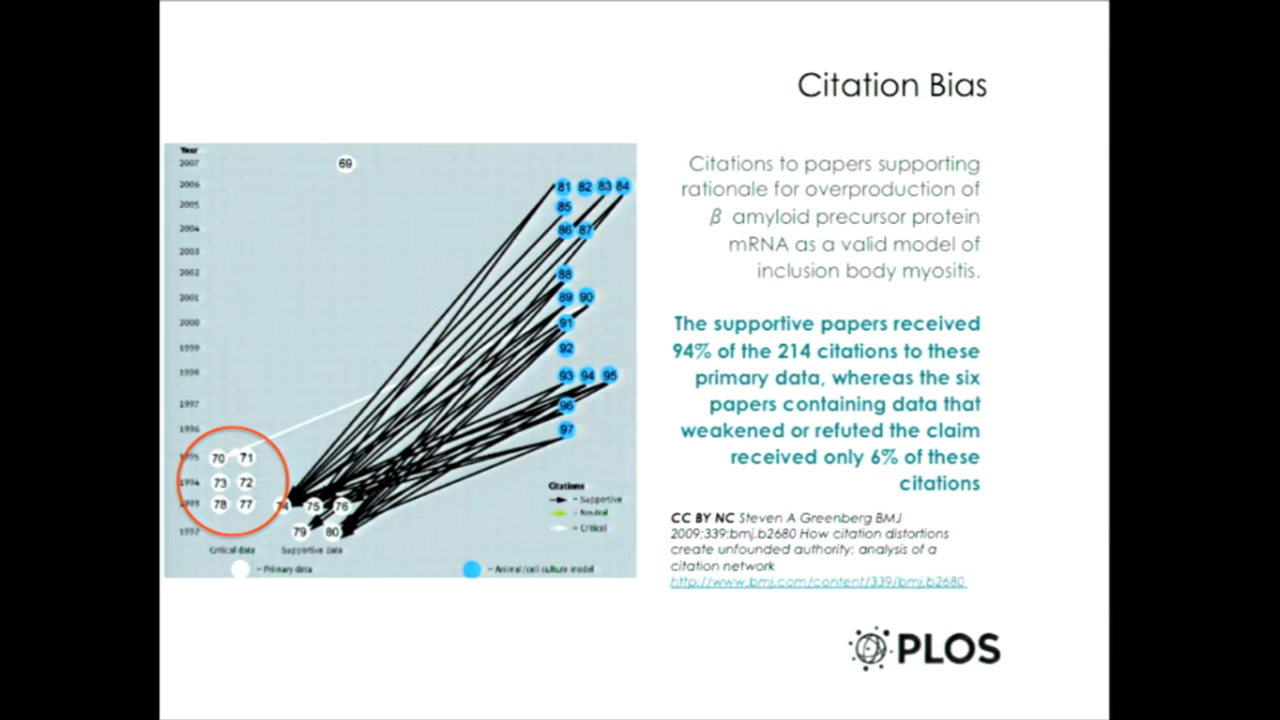 Citation Bias
Year
2007
69
2006
81 82 83 84
2005
85
2004
86 87
2003
2002
88
2001
89 90
2000
91
1999
92
1998
93 94 95
1997
96
1996
97
1995
70 71
1994
73 72
1993
78 77 74 75 76
1992
79 80
Critical data Supportive data
Citations
= Supportive
= Neutral
= Critical
= Primary data = Animal/cell culture model
Citations to papers supporting
rationale for overproduction of
β amyloid precursor protein
mRNA as a valid model of
inclusion body myositis.
The supportive papers received
94% of the 214 citations to these
primary data, whereas the six
papers containing data that
weakened or refuted the claim
received only 6% of these
citations
CC BY NC Steven A Greenberg BMJ
2009;339:bmj.b2680 How citation distortions
create unfounded authority: analysis of a
citation network
http://www.bmj.com/content/339/bmj.b2680
PLOS